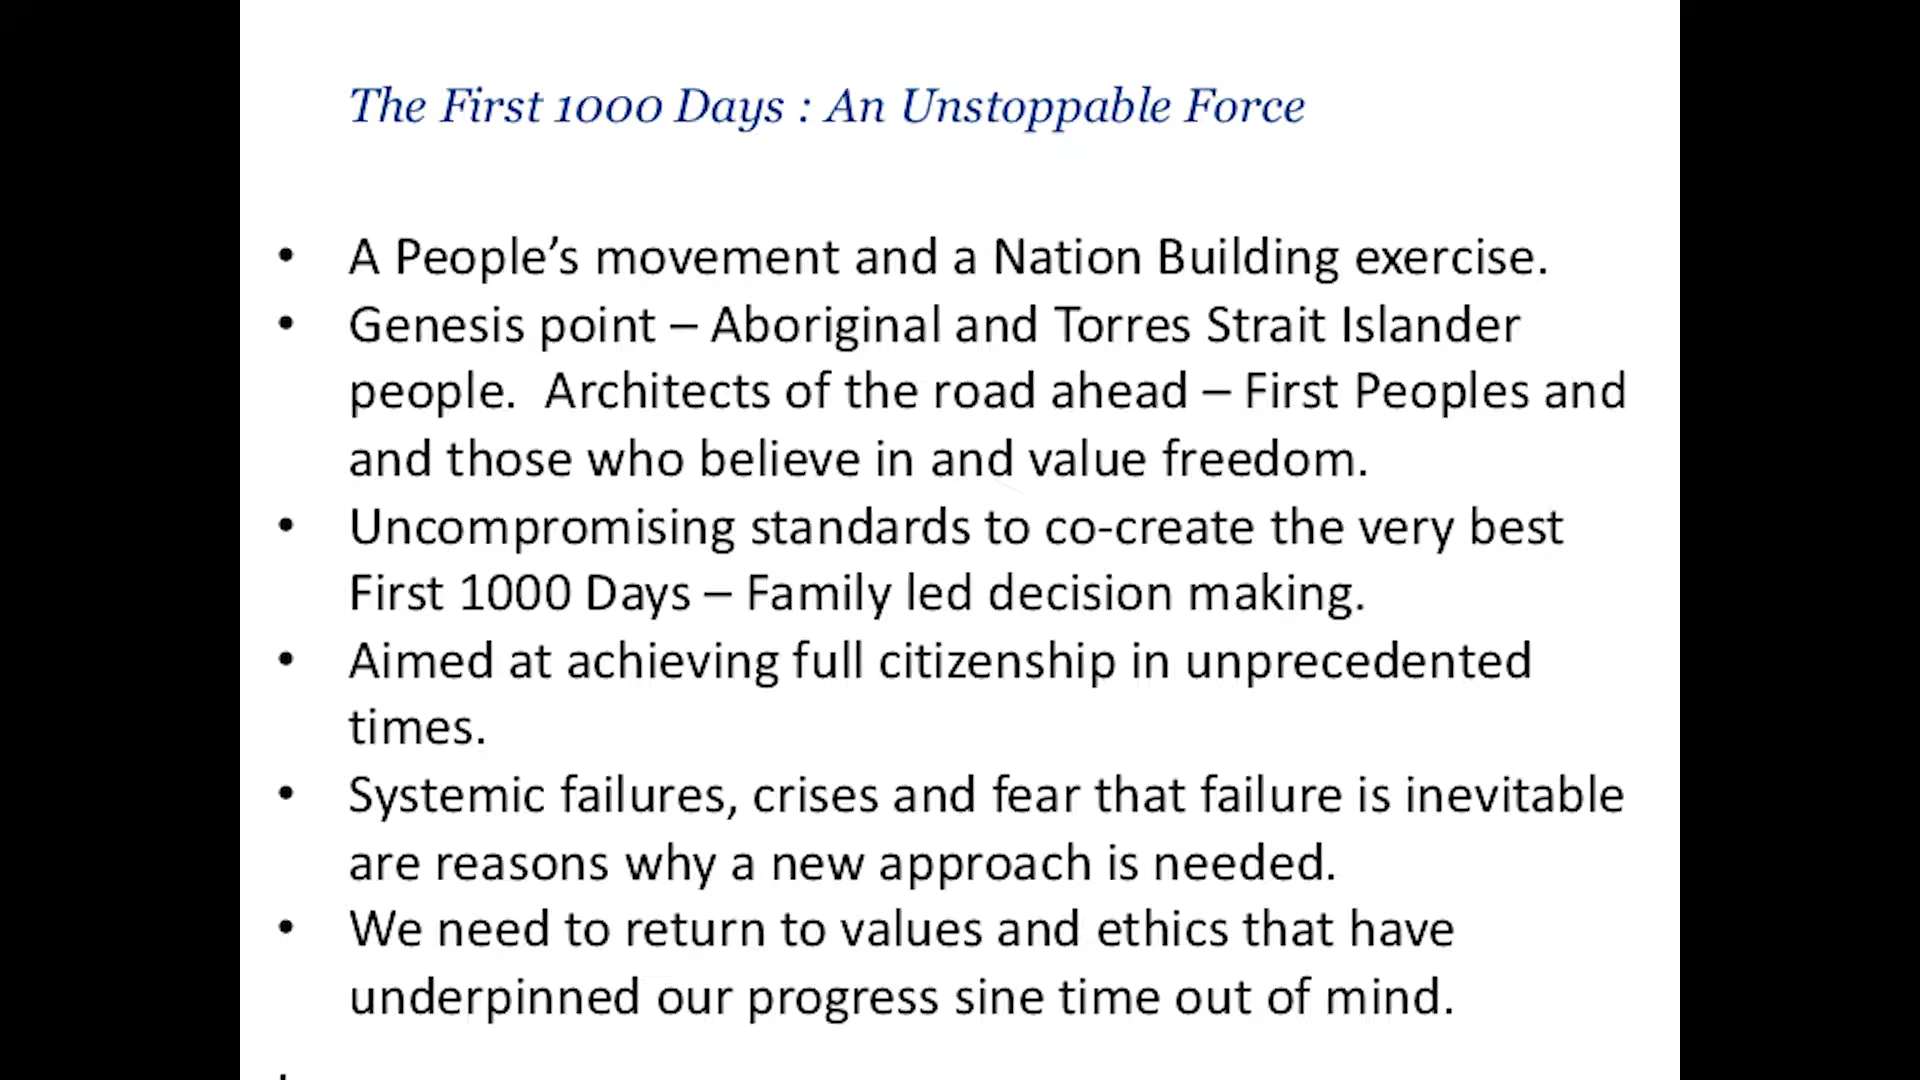 The First 1000 Days : An Unstoppable Force
• A People’s movement and a Nation Building exercise.
• Genesis point – Aboriginal and Torres Strait Islander
people.  Architects of the road ahead – First Peoples and
and those who believe in and value freedom.
• Uncompromising standards to co-create the very best
First 1000 Days – Family led decision making.
• Aimed at achieving full citizenship in unprecedented
times.
• Systemic failures, crises and fear that failure is inevitable
are reasons why a new approach is needed.
• We need to return to values and ethics that have
underpinned our progress sine time out of mind.